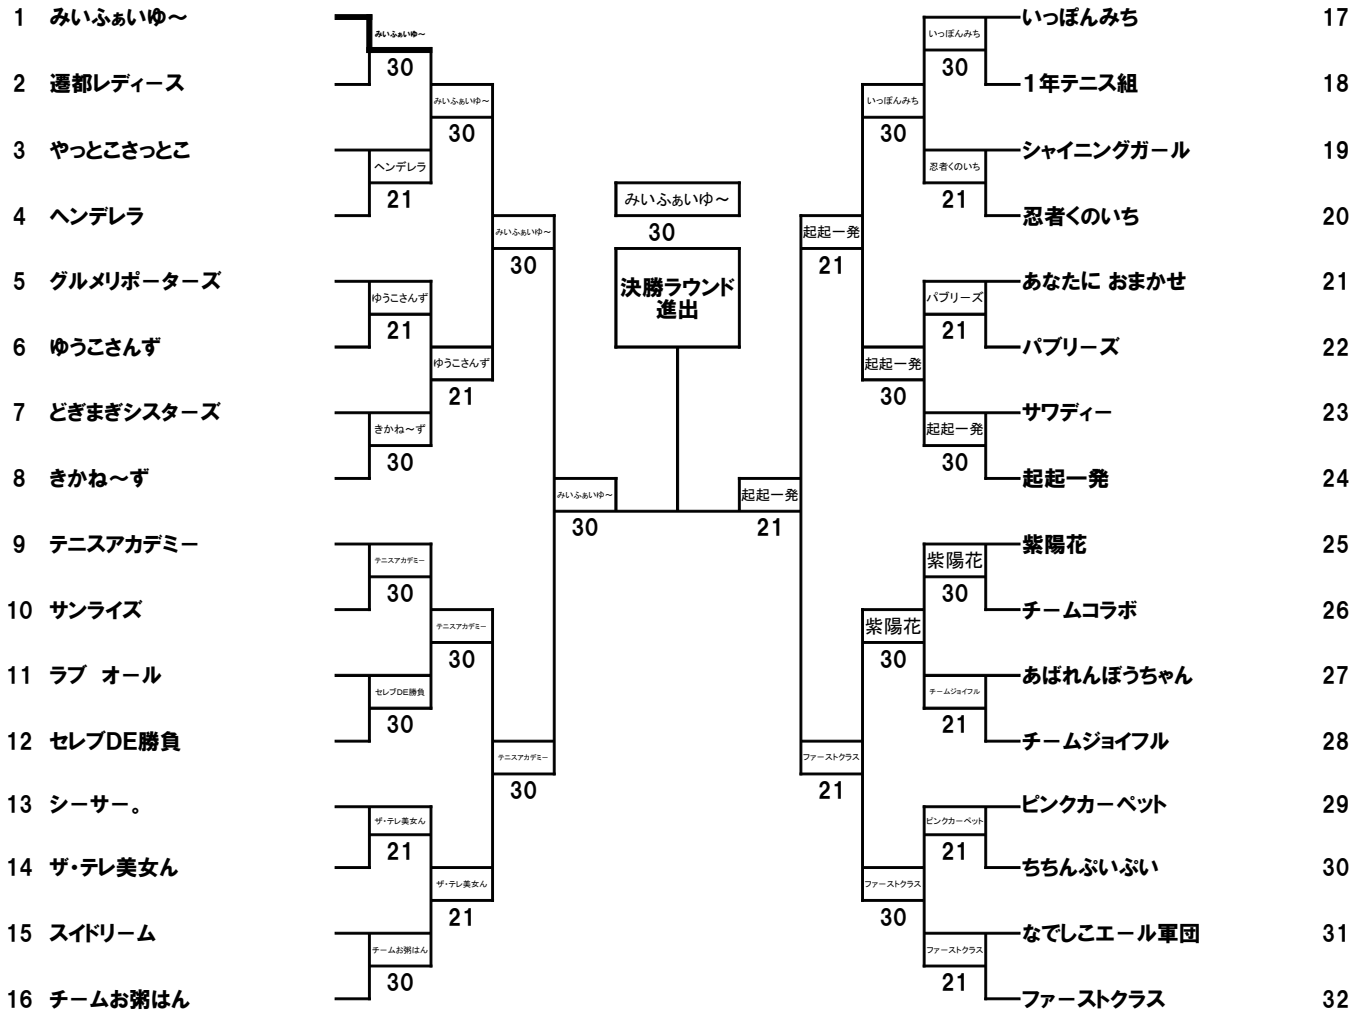 1 みいふぁいゆ～
2 遷都レディース
3 やっとこさっとこ
4 ヘンデレラ
5 グルメリポーターズ
6 ゆうこさんず
7 どぎまぎシスターズ
8 きかね～ず
9 テニスアカデミー
10 サンライズ
11 ラブ オール
12 セレブDE勝負
13 シーサー。
14 ザ・テレ美女ん
15 スイドリーム
16 チームお粥はん
みいふぁいゆ～
30
ヘンデレラ
21
ゆうこさんず
21
きかね～ず
30
テニスアカデミー
30
セレブDE勝負
30
ザ・テレ美女ん
21
チームお粥はん
30
みいふぁいゆ～
30
ゆうこさんず
21
テニスアカデミー
30
ザ・テレ美女ん
21
みいふぁいゆ～
30
テニスアカデミー
30
みいふぁいゆ～
30
みいふぁいゆ～
30
決勝ラウンド
進出
起起一発
21
起起一発
21
ファーストクラス
21
いっぽんみち
30
起起一発
30
紫陽花
30
ファーストクラス
30
いっぽんみち
30
忍者くのいち
21
パブリーズ
21
起起一発
30
紫陽花
30
チームジョイフル
21
ピンクカーペット
21
ファーストクラス
21
いっぽんみち 17
1年テニス組 18
シャイニングガール 19
忍者くのいち 20
あなたに おまかせ 21
パブリーズ 22
サワディー 23
起起一発 24
紫陽花 25
チームコラボ 26
あばれんぼうちゃん 27
チームジョイフル 28
ピンクカーペット 29
ちちんぷいぷい 30
なでしこエール軍団 31
ファーストクラス 32